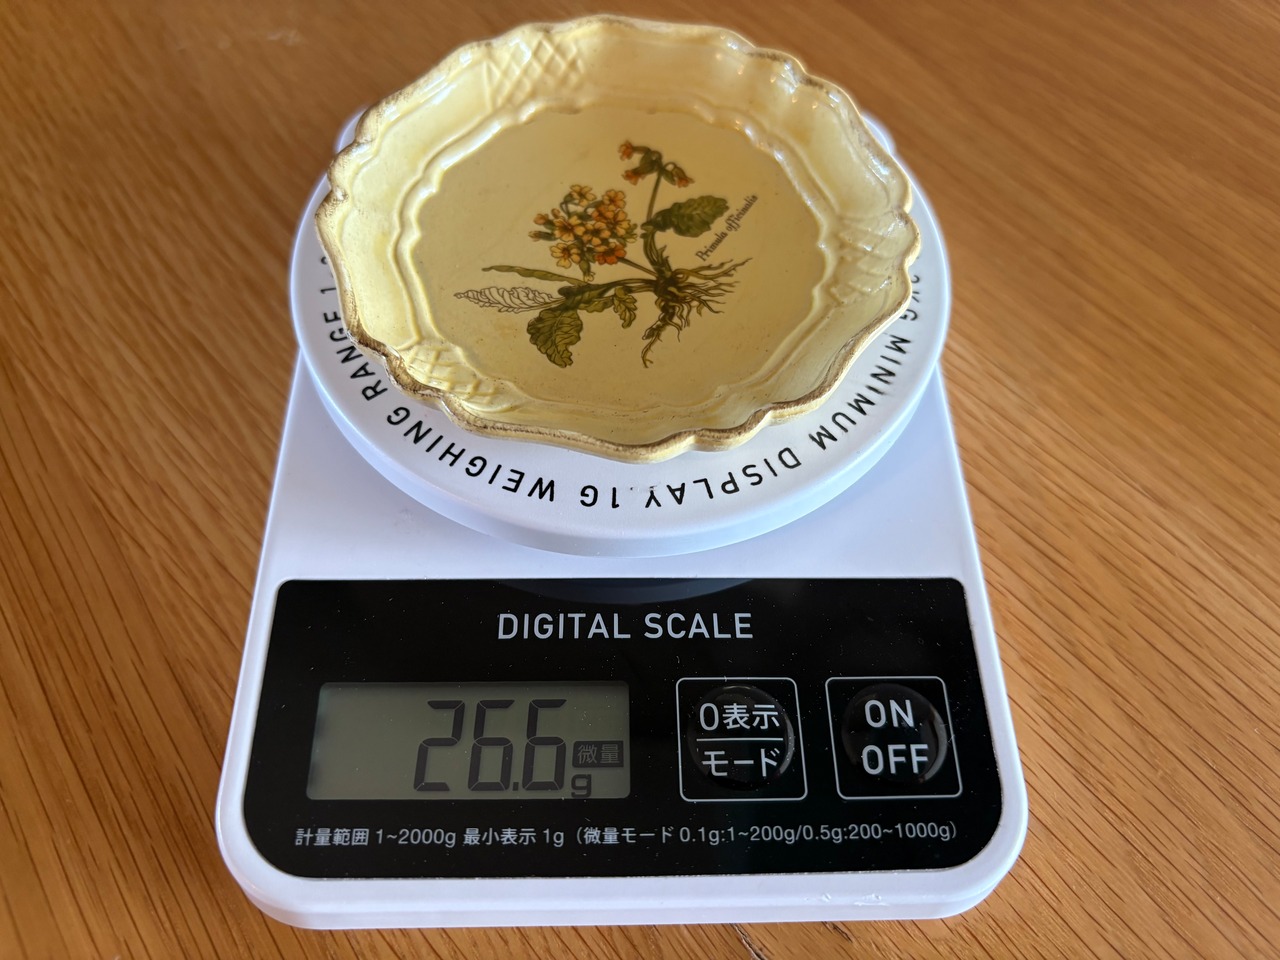 Primula officinalis
KG MINIMUM DISPLAY.1G WEIGHING RANGE 1
DIGITAL SCALE
26.6 微量 g
0表示
モード
ON
OFF
計量範囲 1~2000g 最小表示 1g（微量モード 0.1g:1~200g/0.5g:200~1000g）